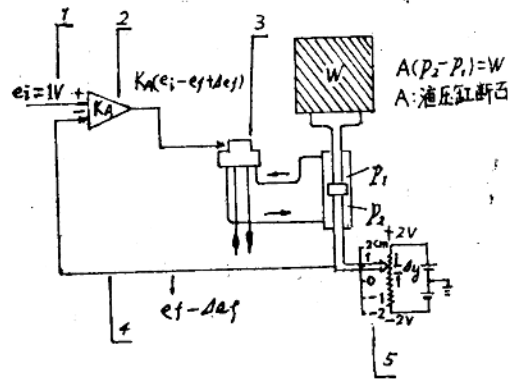 1
2
3
ei=1V
+
−
KA
KA(ei−ef+Δef)
W
A(p2−p1)=W
A:液压缸断
p1
p2
+2V
2cm
1
0
−1
−2
−2V
Δy
ef−Δef
4
5